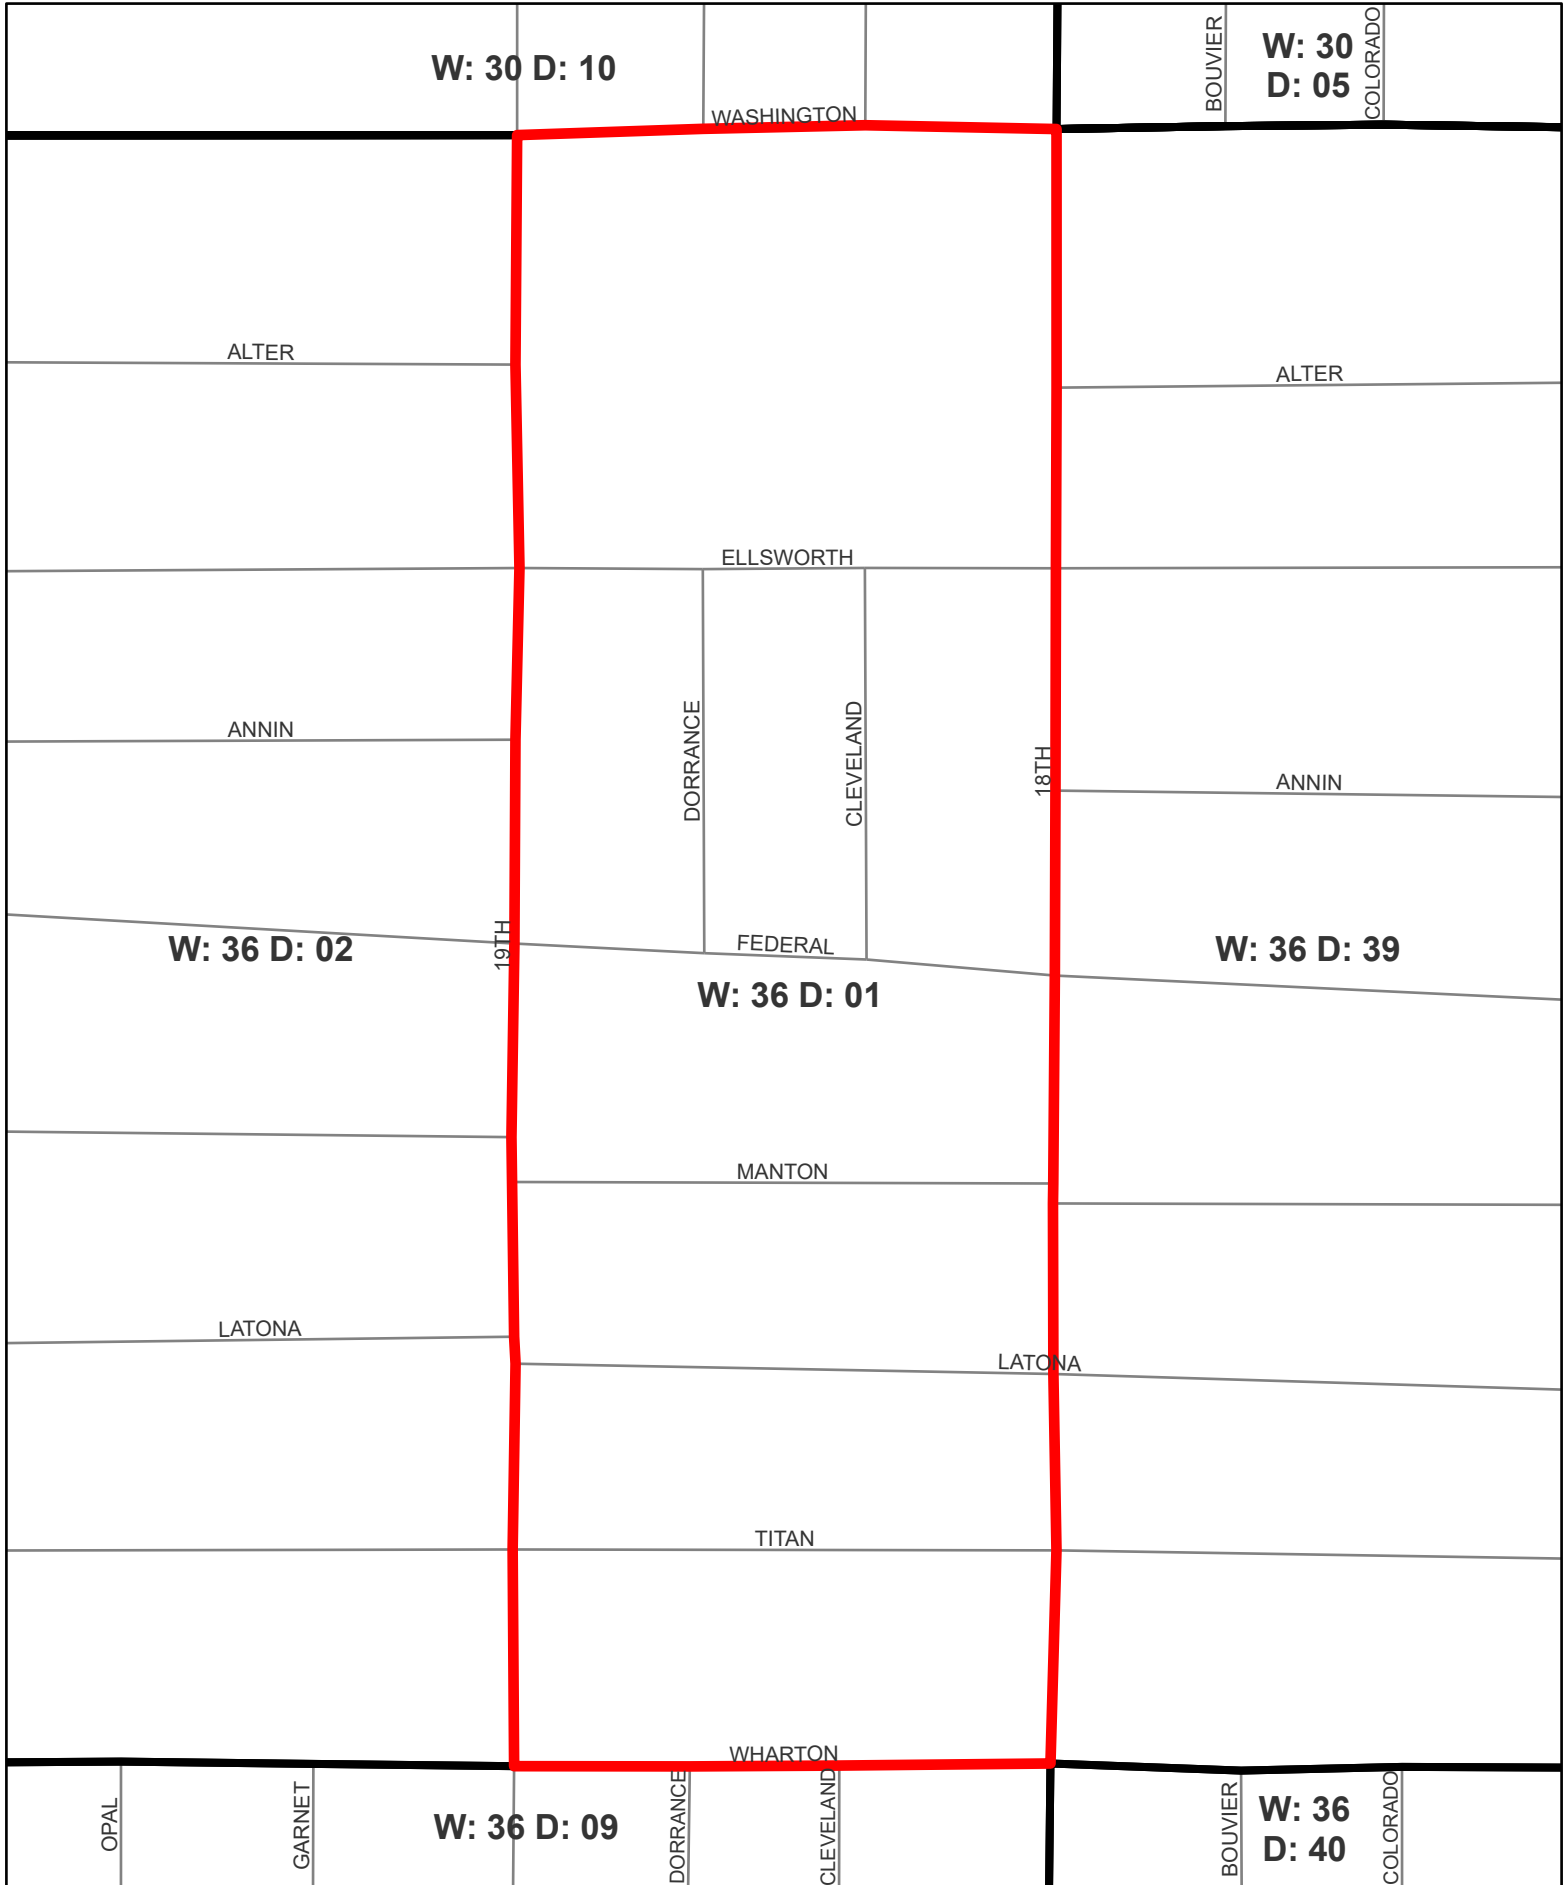 W: 30 D: 10
BOUVIER
W: 30
D: 05
COLORADO
WASHINGTON
ALTER
ALTER
ELLSWORTH
ANNIN
DORRANCE
CLEVELAND
18TH
ANNIN
W: 36 D: 02
19TH
FEDERAL
W: 36 D: 39
W: 36 D: 01
MANTON
LATONA
LATONA
TITAN
WHARTON
OPAL
GARNET
W: 36 D: 09
DORRANCE
CLEVELAND
BOUVIER
W: 36
D: 40
COLORADO